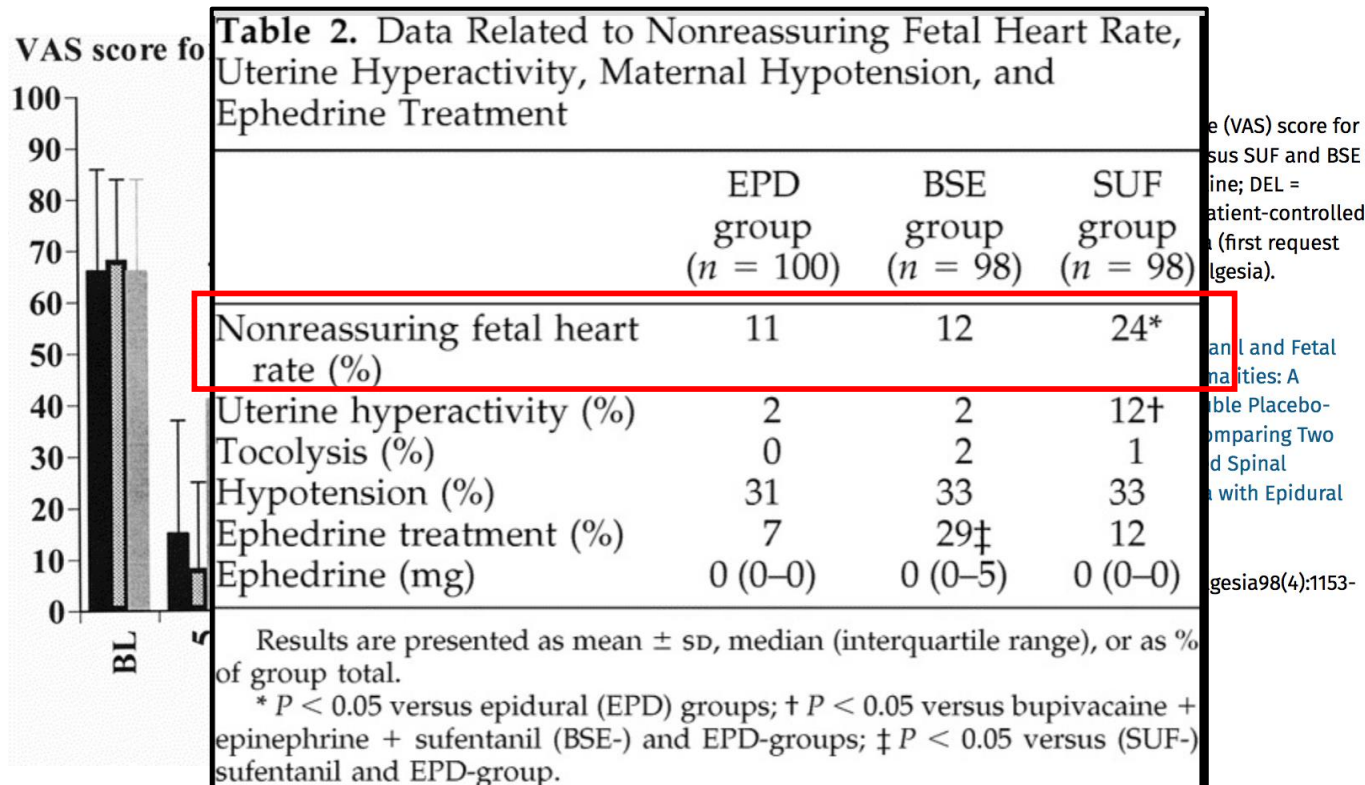 VAS score fo
100
90
80
70
60
50
40
30
20
10
0
BL
5
Table 2. Data Related to Nonreassuring Fetal Heart Rate,
Uterine Hyperactivity, Maternal Hypotension, and
Ephedrine Treatment
EPD group (n = 100) BSE group (n = 98) SUF group (n = 98)
Nonreassuring fetal heart rate (%) 11 12 24*
Uterine hyperactivity (%) 2 2 12†
Tocolysis (%) 0 2 1
Hypotension (%) 31 33 33
Ephedrine treatment (%) 7 29‡ 12
Ephedrine (mg) 0 (0–0) 0 (0–5) 0 (0–0)
Results are presented as mean ± SD, median (interquartile range), or as %
of group total.
* P < 0.05 versus epidural (EPD) groups; † P < 0.05 versus bupivacaine +
epinephrine + sufentanil (BSE-) and EPD-groups; ‡ P < 0.05 versus (SUF-)
sufentanil and EPD-group.
e (VAS) score for
sus SUF and BSE
ine; DEL =
atient-controlled
(first request
lgesia).
anil and Fetal
malities: A
uble Placebo-
omparing Two
d Spinal
with Epidural
gesia98(4):1153-